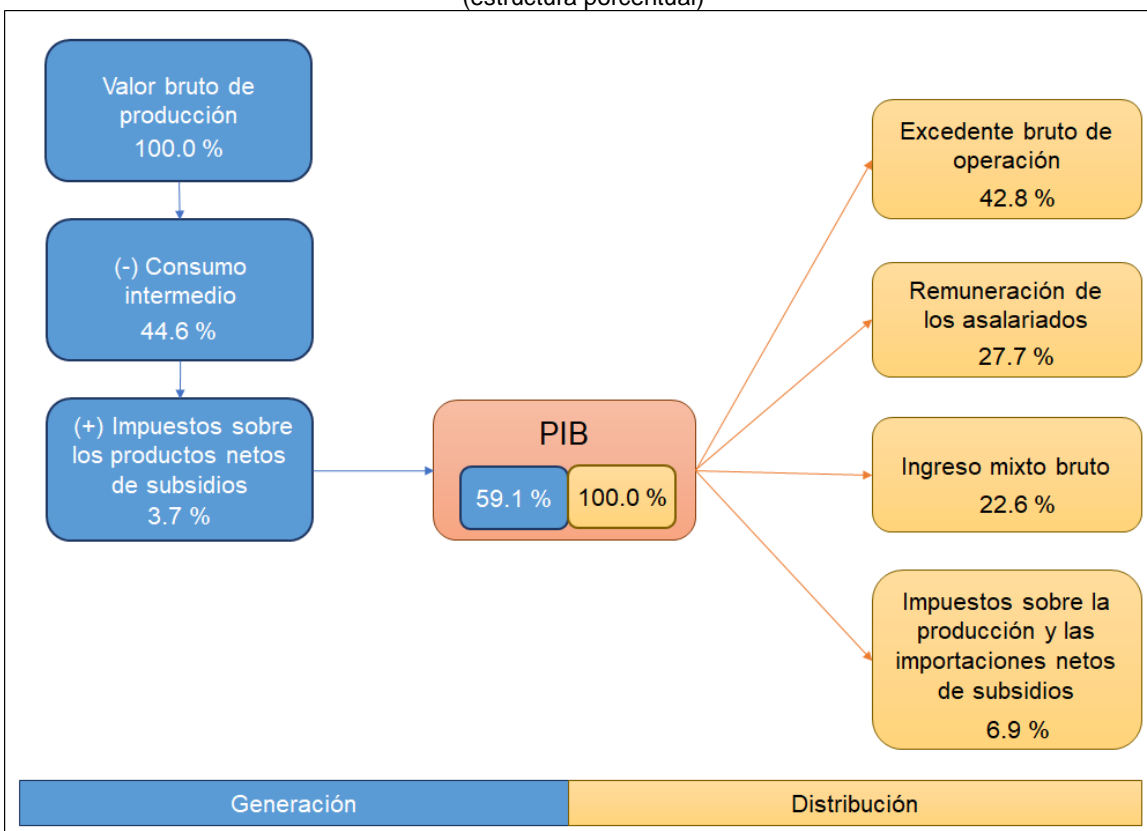 (estructura porcentual)
Valor bruto de
producción
100.0 %
(-) Consumo
intermedio
44.6 %
(+) Impuestos sobre
los productos netos
de subsidios
3.7 %
PIB
59.1 %
100.0 %
Excedente bruto de
operación
42.8 %
Remuneración de
los asalariados
27.7 %
Ingreso mixto bruto
22.6 %
Impuestos sobre la
producción y las
importaciones netos
de subsidios
6.9 %
Generación
Distribución